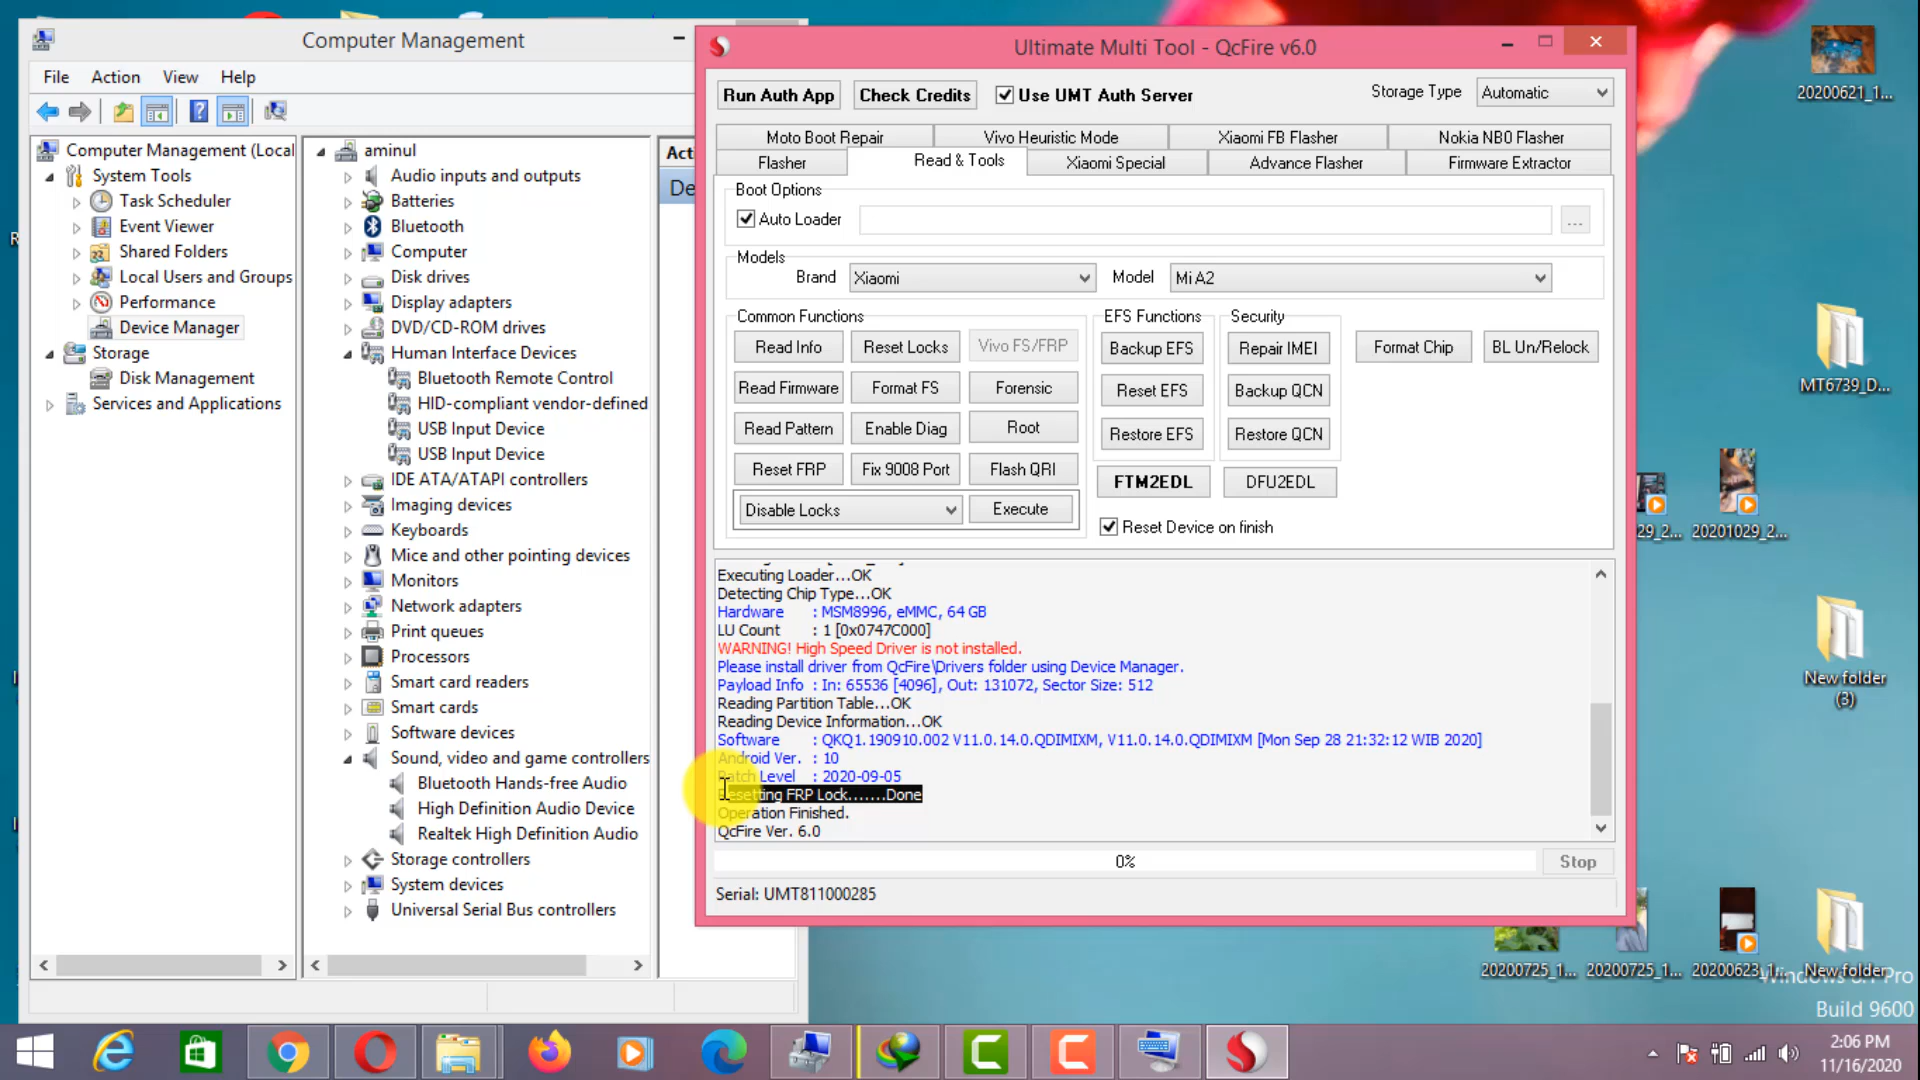 Computer Management
File Action View Help
Computer Management (Local
System Tools
Task Scheduler
Event Viewer
Shared Folders
Local Users and Groups
Performance
Device Manager
Storage
Disk Management
Services and Applications
aminul
Audio inputs and outputs
Batteries
Bluetooth
Computer
Disk drives
Display adapters
DVD/CD-ROM drives
Human Interface Devices
Bluetooth Remote Control
HID-compliant vendor-defined
USB Input Device
USB Input Device
IDE ATA/ATAPI controllers
Imaging devices
Keyboards
Mice and other pointing devices
Monitors
Network adapters
Print queues
Processors
Smart card readers
Smart cards
Software devices
Sound, video and game controllers
Bluetooth Hands-free Audio
High Definition Audio Device
Realtek High Definition Audio
Storage controllers
System devices
Universal Serial Bus controllers
Acti
De
Ultimate Multi Tool - QcFire v6.0
Run Auth App Check Credits Use UMT Auth Server Storage Type Automatic
Moto Boot Repair Vivo Heuristic Mode Xiaomi FB Flasher Nokia NB0 Flasher
Flasher Read & Tools Xiaomi Special Advance Flasher Firmware Extractor
Boot Options
Auto Loader ...
Models
Brand Xiaomi Model Mi A2
Common Functions EFS Functions Security
Read Info Reset Locks Vivo FS/FRP Backup EFS Repair IMEI Format Chip BL Un/Relock
Read Firmware Format FS Forensic Reset EFS Backup QCN
Read Pattern Enable Diag Root Restore EFS Restore QCN
Reset FRP Fix 9008 Port Flash QRI FTM2EDL DFU2EDL
Disable Locks Execute Reset Device on finish
Executing Loader...OK
Detecting Chip Type...OK
Hardware : MSM8996, eMMC, 64 GB
LU Count : 1 [0x0747C000]
WARNING! High Speed Driver is not installed.
Please install driver from QcFire\Drivers folder using Device Manager.
Payload Info : In: 65536 [4096], Out: 131072, Sector Size: 512
Reading Partition Table...OK
Reading Device Information...OK
Software : QKQ1.190910.002 V11.0.14.0.QDIMIXM, V11.0.14.0.QDIMIXM [Mon Sep 28 21:32:12 WIB 2020]
Android Ver. : 10
Patch Level : 2020-09-05
Resetting FRP Lock.......Done
Operation Finished.
QcFire Ver. 6.0
0% Stop
Serial: UMT811000285
20200621_1...
MT6739_D...
29_2... 20201029_2...
New folder
(3)
20200725_1... 20200725_1... 20200623_1... New folder
Build 9600
2:06 PM
11/16/2020